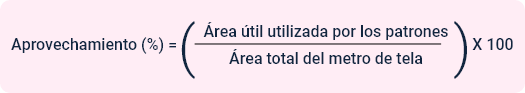 Área útil utilizada por los patrones
Aprovechamiento (%) = ( ) X 100
Área total del metro de tela